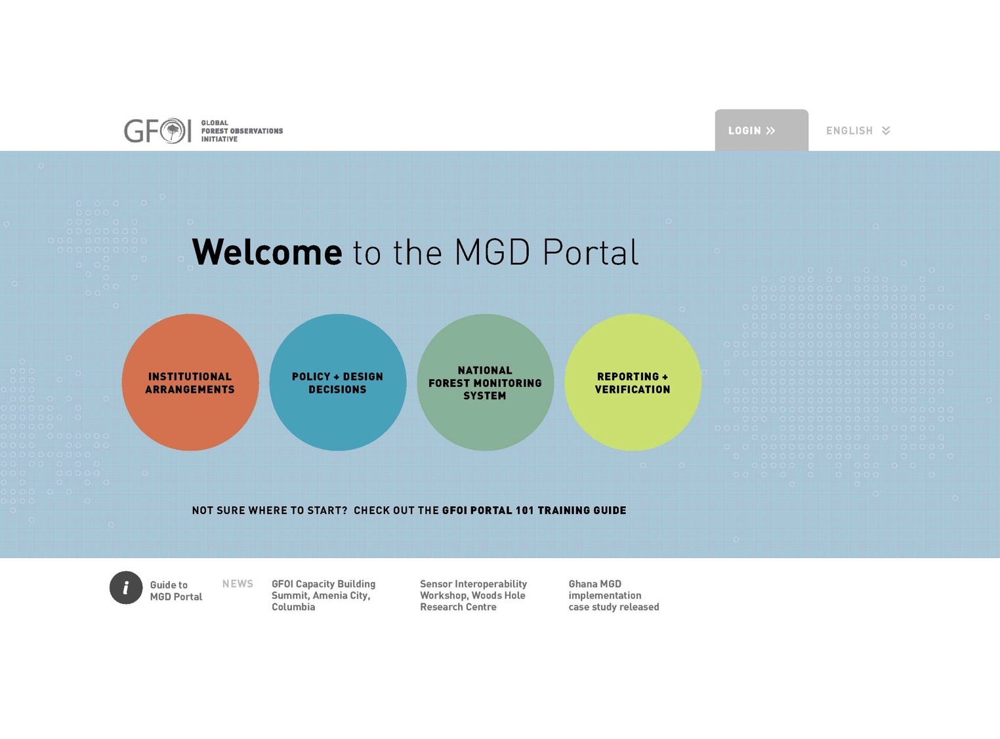 GFOI
GLOBAL
FOREST OBSERVATIONS
INITIATIVE
LOGIN
ENGLISH
Welcome to the MGD Portal
INSTITUTIONAL
ARRANGEMENTS
POLICY + DESIGN
DECISIONS
NATIONAL
FOREST MONITORING
SYSTEM
REPORTING +
VERIFICATION
NOT SURE WHERE TO START? CHECK OUT THE GFOI PORTAL 101 TRAINING GUIDE
i
Guide to
MGD Portal
NEWS
GFOI Capacity Building
Summit, Amenia City,
Columbia
Sensor Interoperability
Workshop, Woods Hole
Research Centre
Ghana MGD
implementation
case study released